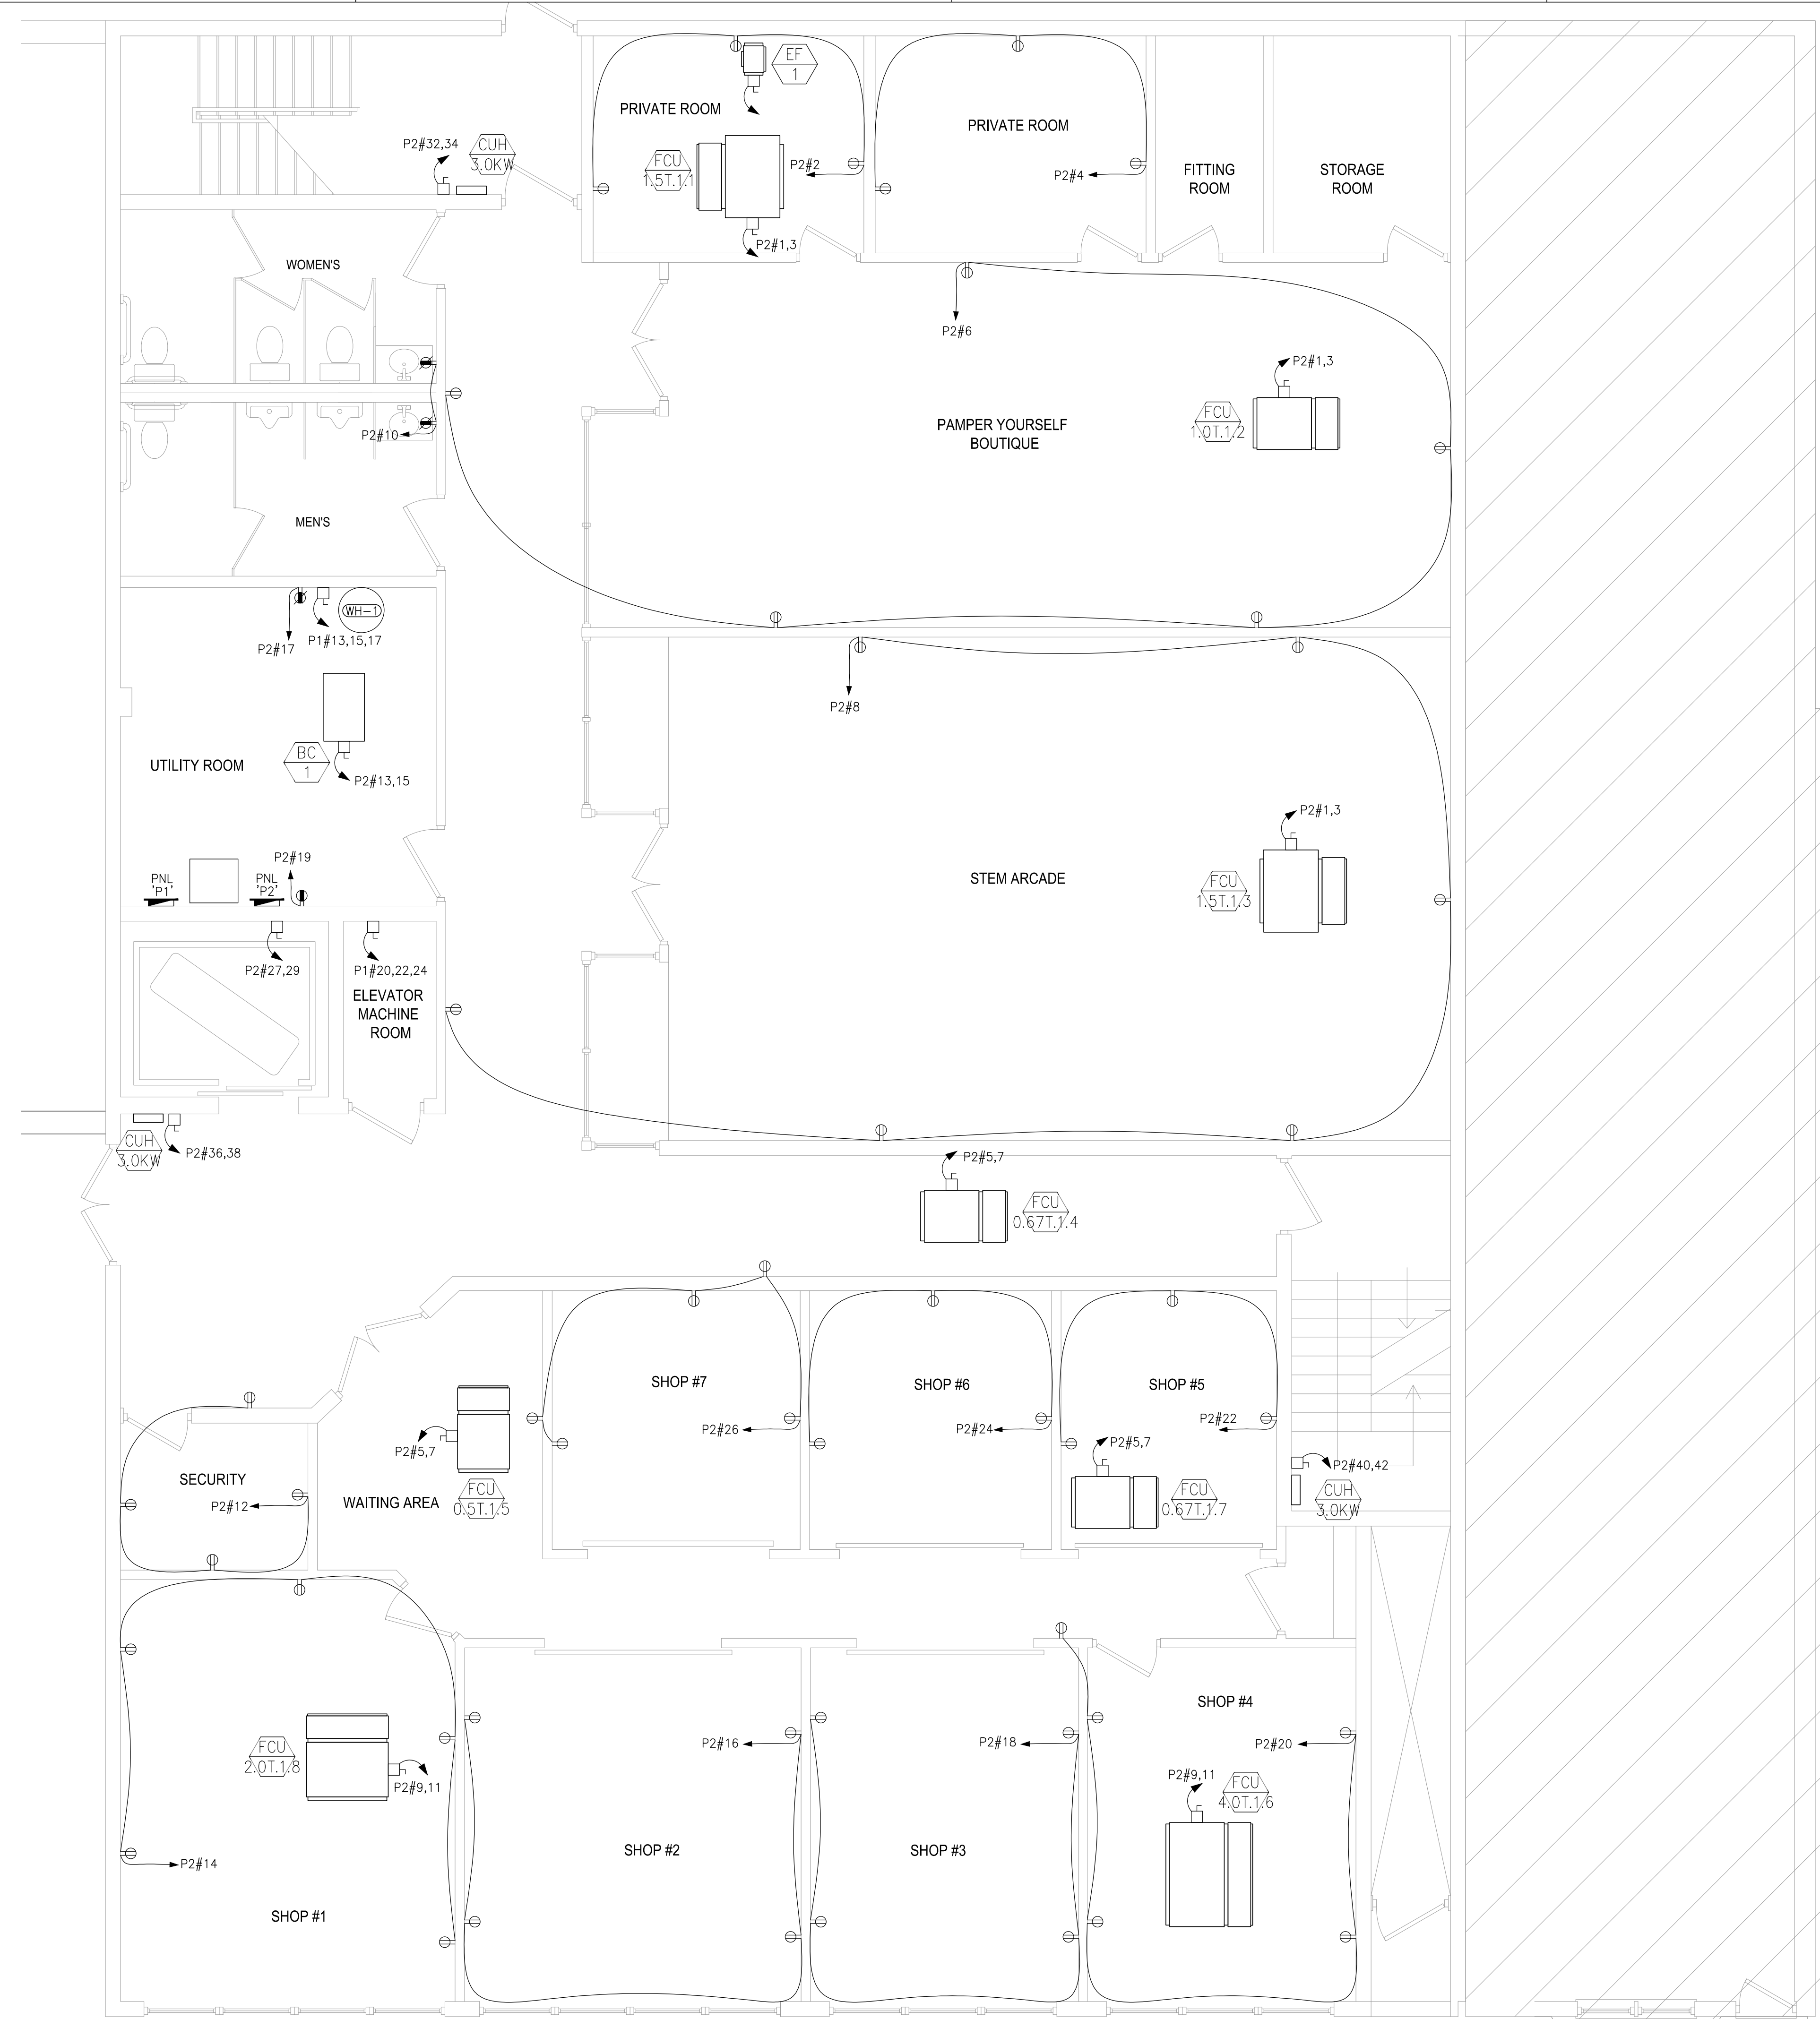 EF
1
PRIVATE ROOM
PRIVATE ROOM
P2#32,34
CUH
3.0KW
FCU
1.5T.1.1
P2#2
P2#4
FITTING
ROOM
STORAGE
ROOM
P2#1,3
WOMEN'S
P2#6
P2#1,3
FCU
1.0T.1.2
PAMPER YOURSELF
BOUTIQUE
P2#10
MEN'S
WH-1
P1#13,15,17
P2#17
P2#8
BC
1
UTILITY ROOM
P2#13,15
P2#1,3
P2#19
PNL
'P1'
PNL
'P2'
STEM ARCADE
FCU
1.5T.1.3
P2#27,29
P1#20,22,24
ELEVATOR
MACHINE
ROOM
CUH
3.0KW
P2#36,38
P2#5,7
FCU
0.67T.1.4
SHOP #7
SHOP #6
SHOP #5
P2#26
P2#24
P2#22
P2#5,7
P2#5,7
P2#40,42
SECURITY
P2#12
WAITING AREA
FCU
0.5T.1.5
FCU
0.67T.1.7
CUH
3.0KW
SHOP #4
P2#16
P2#18
P2#20
FCU
2.0T.1.8
P2#9,11
P2#9,11
FCU
4.0T.1.6
SHOP #2
SHOP #3
P2#14
SHOP #1